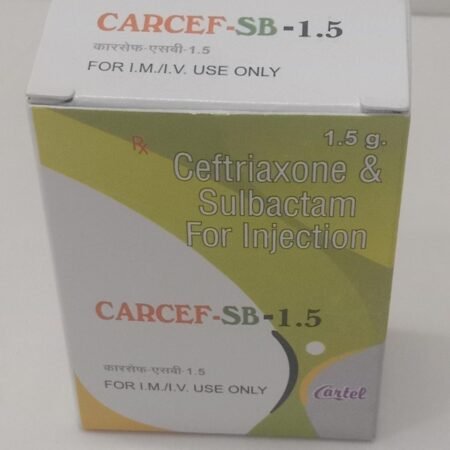 CARCEF-SB-1.5
कारसेफ-एसबी-1.5
FOR I.M./I.V. USE ONLY
Rx
1.5 g.
Ceftriaxone &
Sulbactam
For Injection
CARCEF-SB-1.5
कारसेफ-एसबी-1.5
FOR I.M./I.V. USE ONLY
Cartel